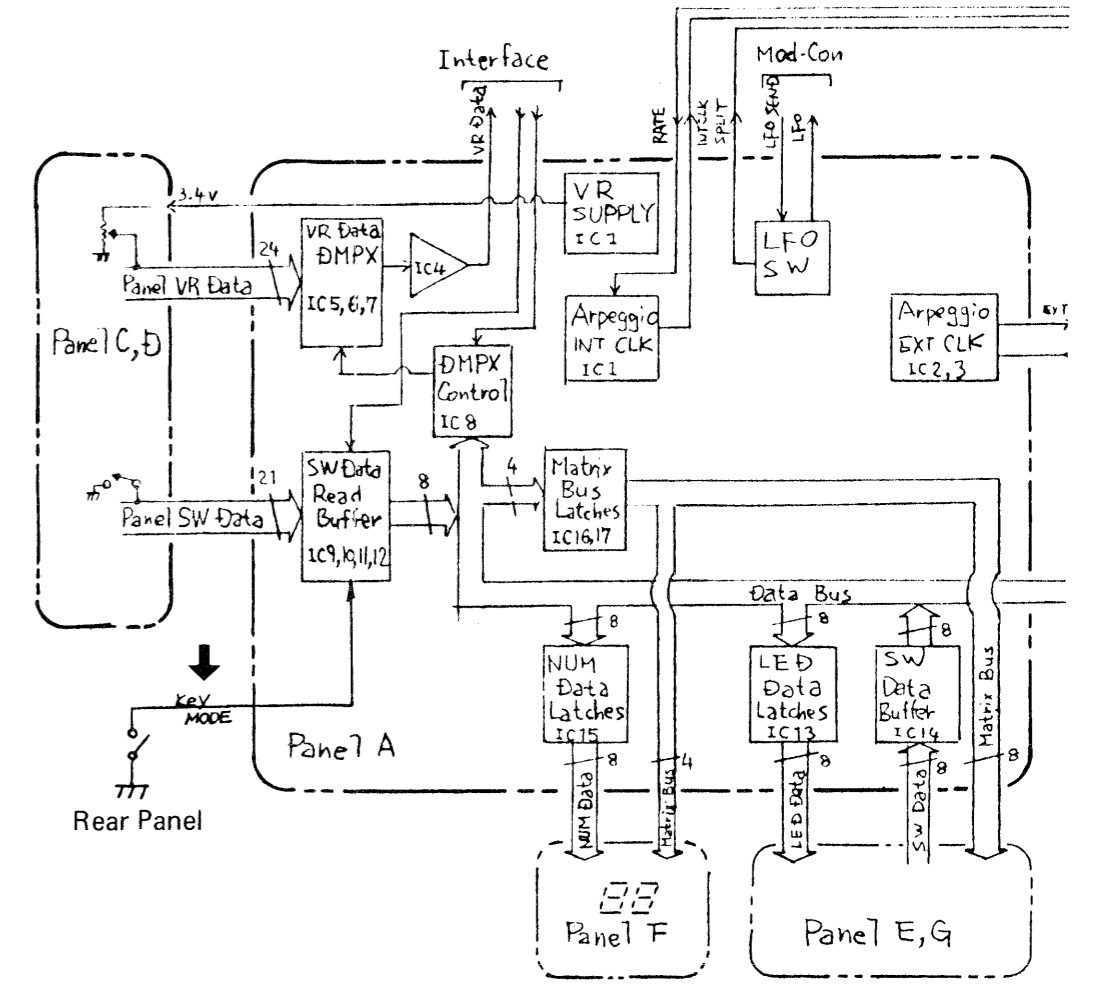 Interface
Mod-Con
VR Data
RATE
INTCLK
SPLIT
LFO SEND
LFO
3.4V
VR
SUPPLY
IC1
LFO
SW
VR Data
DMPX
IC5,6,7
IC4
24
Panel VR Data
Arpeggio
INT CLK
IC1
Arpeggio
EXT CLK
IC2,3
EXT
Panel C,D
DMPX
Control
IC8
21
Panel SW Data
SW Data
Read
Buffer
IC9,10,11,12
8
4
Matrix
Bus
Latches
IC16,17
Data Bus
8
8
8
NUM
Data
Latches
IC15
LED
Data
Latches
IC13
SW
Data
Buffer
IC14
Matrix Bus
Key
MODE
Panel A
8
4
8
8
8
Rear Panel
NUM Data
Matrix Bus
LED Data
SW Data
88
Panel F
Panel E,G